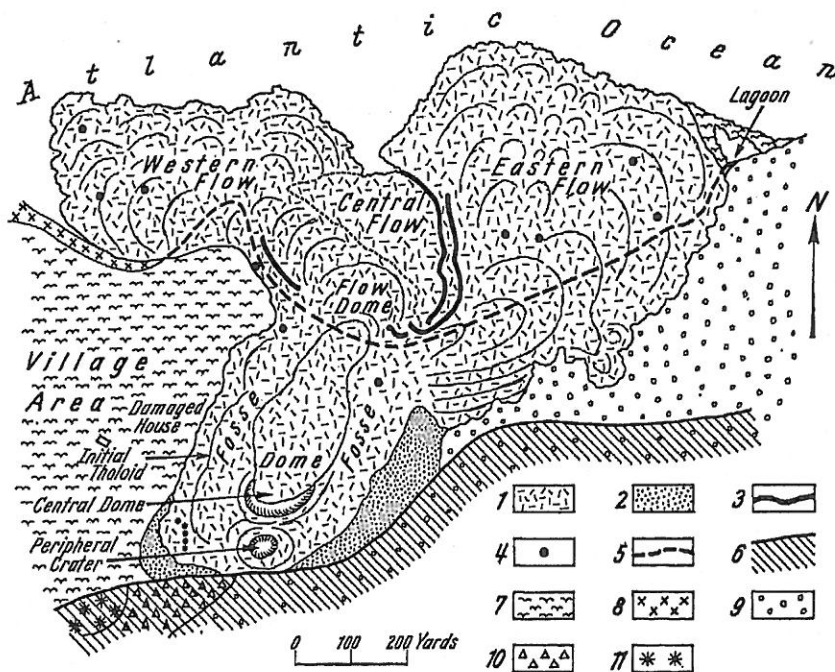 Atlantic Ocean
Lagoon
Western
Flow
Eastern
Flow
Central
Flow
N
Flow
Dome
Village
Area
Damaged
House
Fosse
Fosse
Initial
Tholoid
Dome
Central Dome
Peripheral
Crater
1
2
3
4
5
6
7
8
9
10
11
0 100 200 Yards